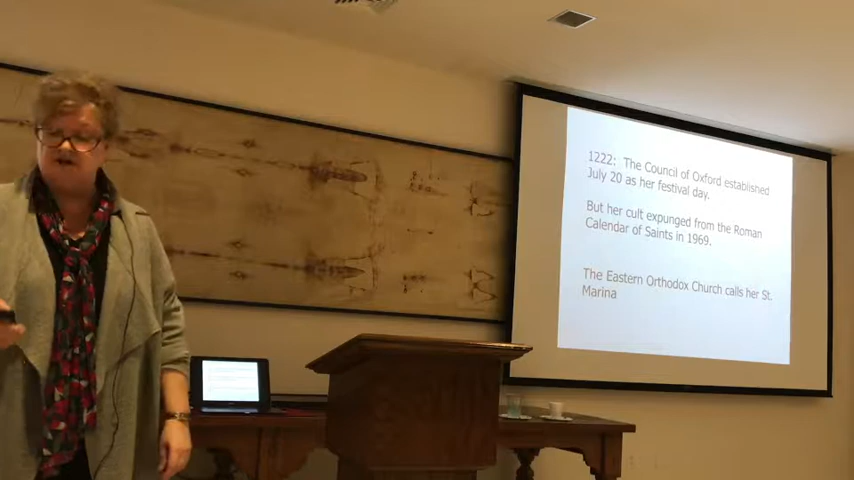 1222: The Council of Oxford established
July 20 as her festival day.
But her cult expunged from the Roman
Calendar of Saints in 1969.
The Eastern Orthodox Church calls her St.
Marina